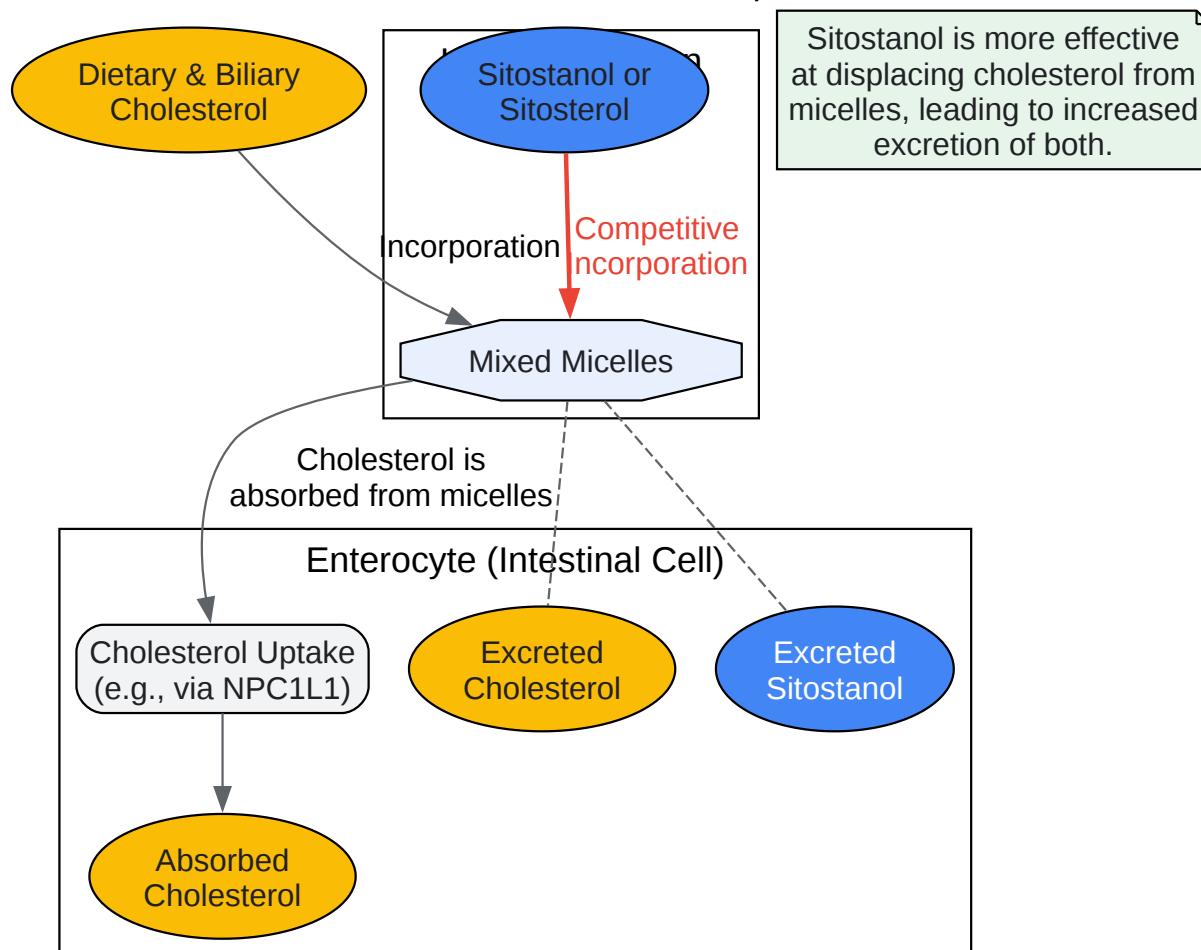 Dietary & Biliary
Cholesterol
Sitostanol or
Sitosterol
Sitostanol is more effective
at displacing cholesterol from
micelles, leading to increased
excretion of both.
Incorporation
Competitive
Incorporation
Mixed Micelles
Cholesterol is
absorbed from micelles
Enterocyte (Intestinal Cell)
Cholesterol Uptake
(e.g., via NPC1L1)
Excreted
Cholesterol
Excreted
Sitostanol
Absorbed
Cholesterol